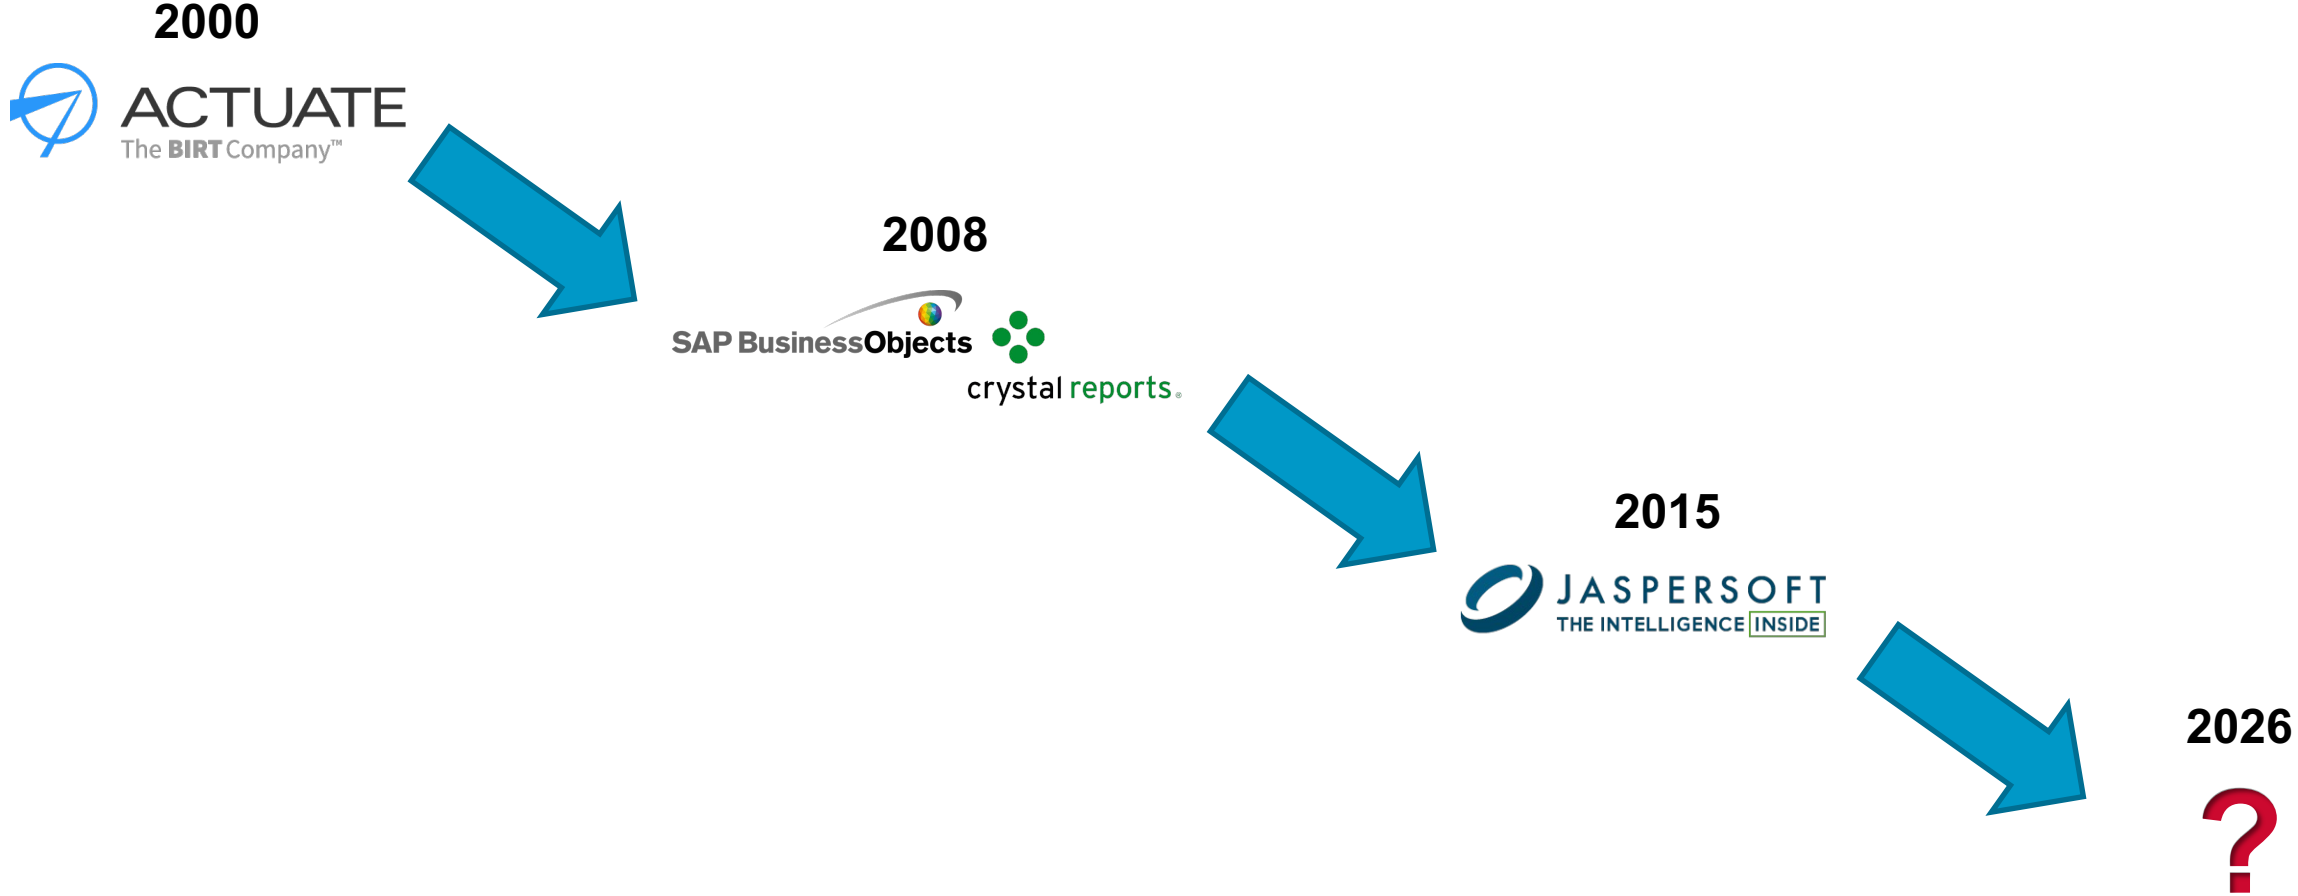 2000
ACTUATE
The BIRT Company™
2008
SAP BusinessObjects
crystal reports®
2015
JASPERSOFT
THE INTELLIGENCE INSIDE
2026
?